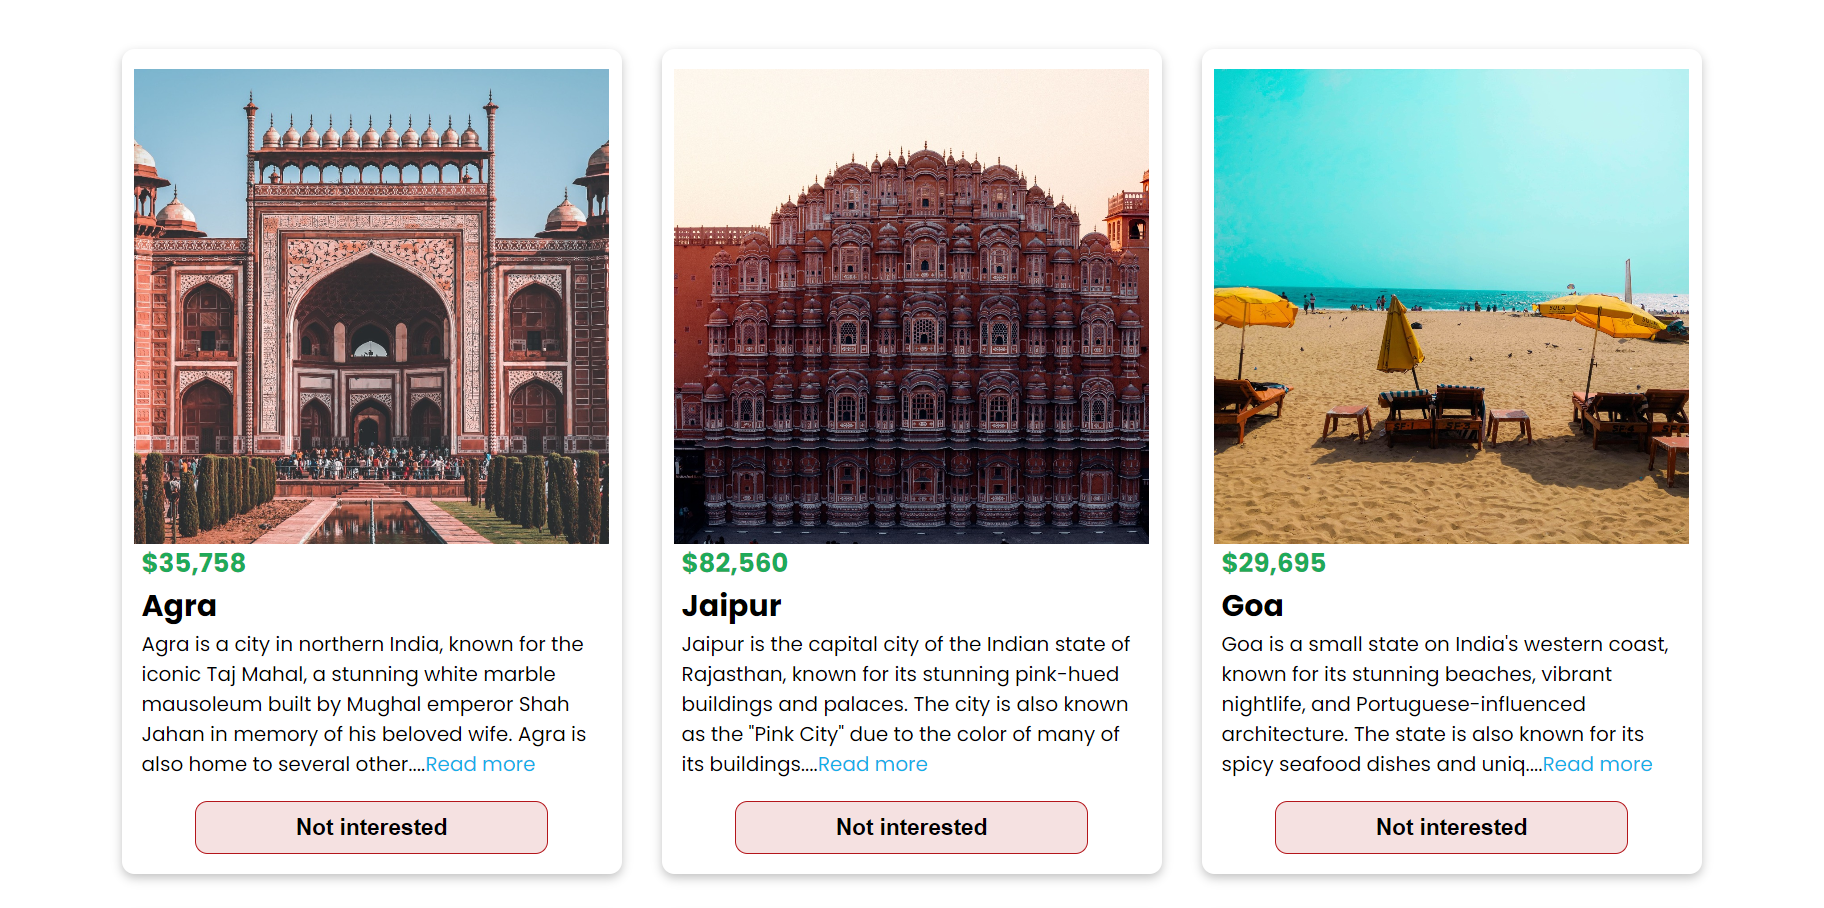 $35,758
Agra
Agra is a city in northern India, known for the
iconic Taj Mahal, a stunning white marble
mausoleum built by Mughal emperor Shah
Jahan in memory of his beloved wife. Agra is
also home to several other....Read more
Not interested
$82,560
Jaipur
Jaipur is the capital city of the Indian state of
Rajasthan, known for its stunning pink-hued
buildings and palaces. The city is also known
as the "Pink City" due to the color of many of
its buildings....Read more
Not interested
$29,695
Goa
Goa is a small state on India's western coast,
known for its stunning beaches, vibrant
nightlife, and Portuguese-influenced
architecture. The state is also known for its
spicy seafood dishes and uniq....Read more
Not interested